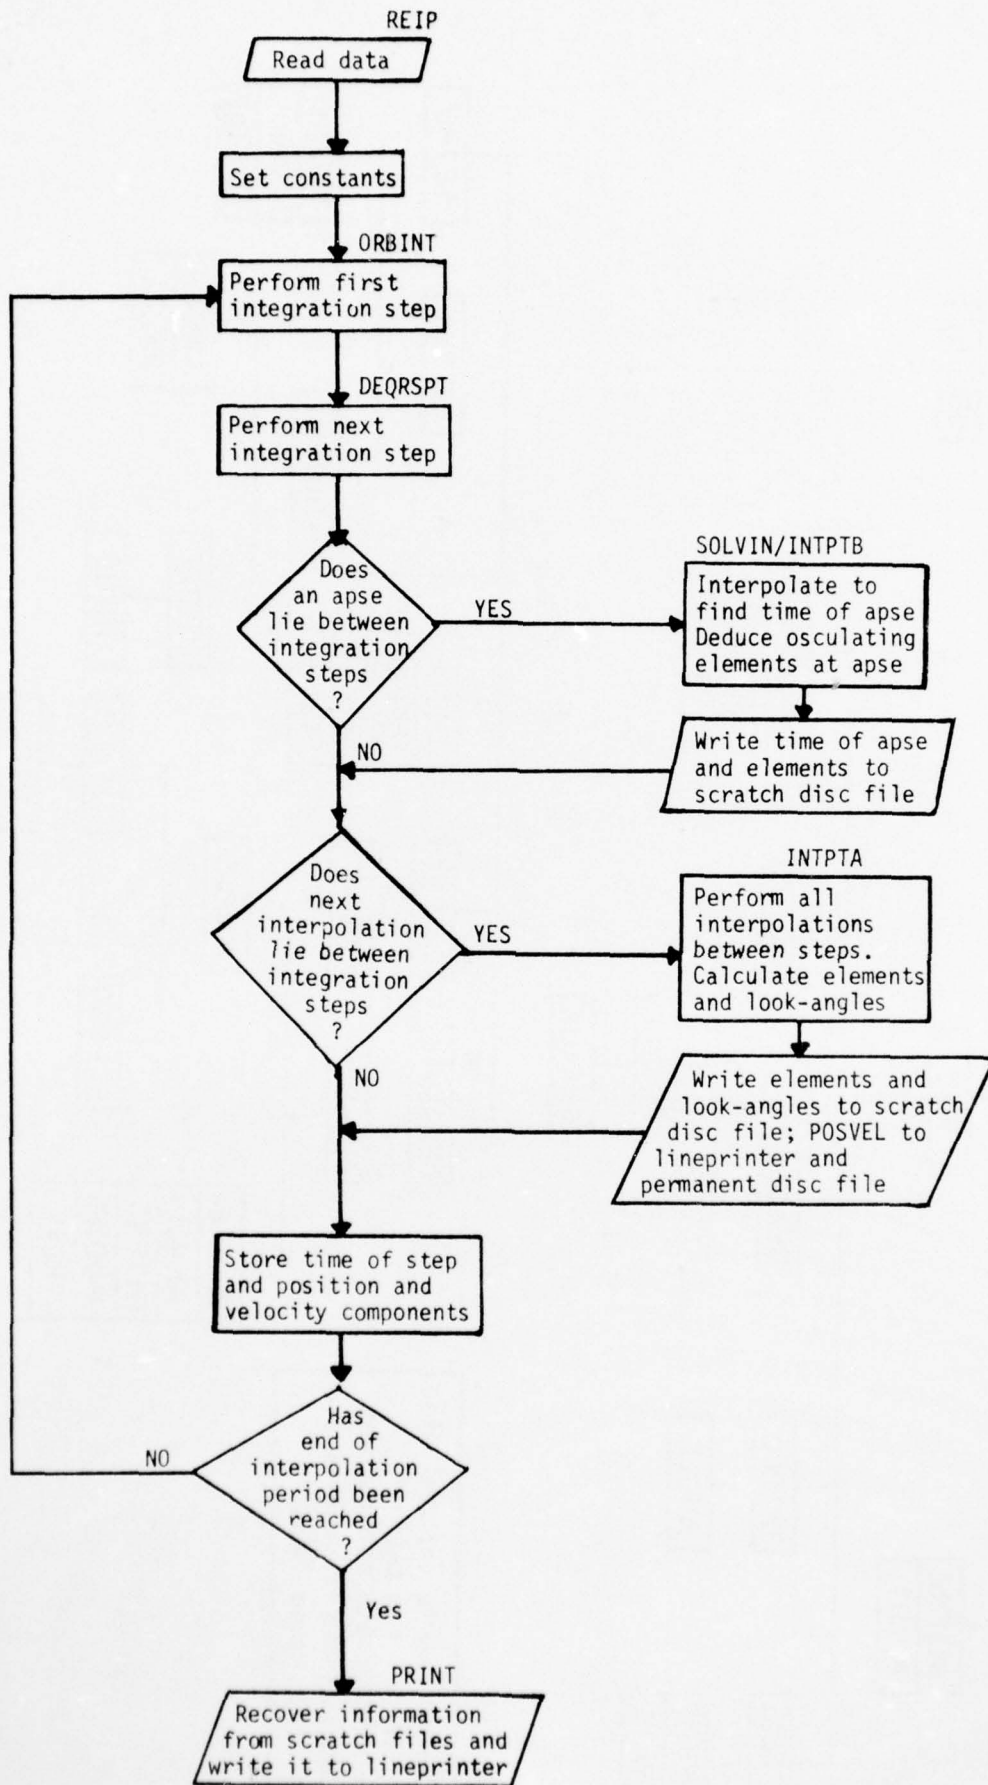 REIP
Read data
Set constants
ORBINT
Perform first
integration step
DEQRSPT
Perform next
integration step
Does
an apse
lie between
integration
steps
?
YES
SOLVIN/INTPTB
Interpolate to
find time of apse
Deduce osculating
elements at apse
NO
Write time of apse
and elements to
scratch disc file
Does
next
interpolation
lie between
integration
steps
?
YES
INTPTA
Perform all
interpolations
between steps.
Calculate elements
and look-angles
NO
Write elements and
look-angles to scratch
disc file; POSVEL to
lineprinter and
permanent disc file
Store time of step
and position and
velocity components
Has
end of
interpolation
period been
reached
?
NO
Yes
PRINT
Recover information
from scratch files and
write it to lineprinter